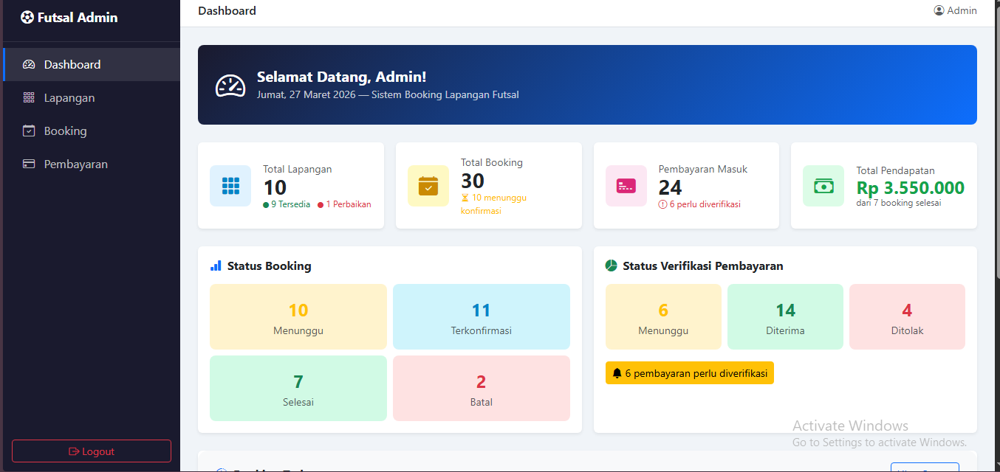 Futsal Admin
Dashboard
Lapangan
Booking
Pembayaran
Logout
Dashboard
Admin
Selamat Datang, Admin!
Jumat, 27 Maret 2026 — Sistem Booking Lapangan Futsal
Total Lapangan
10
9 Tersedia 1 Perbaikan
Total Booking
30
10 menunggu
konfirmasi
Pembayaran Masuk
24
6 perlu diverifikasi
Total Pendapatan
Rp 3.550.000
dari 7 booking selesai
Status Booking
10
Menunggu
11
Terkonfirmasi
7
Selesai
2
Batal
Status Verifikasi Pembayaran
6
Menunggu
14
Diterima
4
Ditolak
6 pembayaran perlu diverifikasi
Activate Windows
Go to Settings to activate Windows.